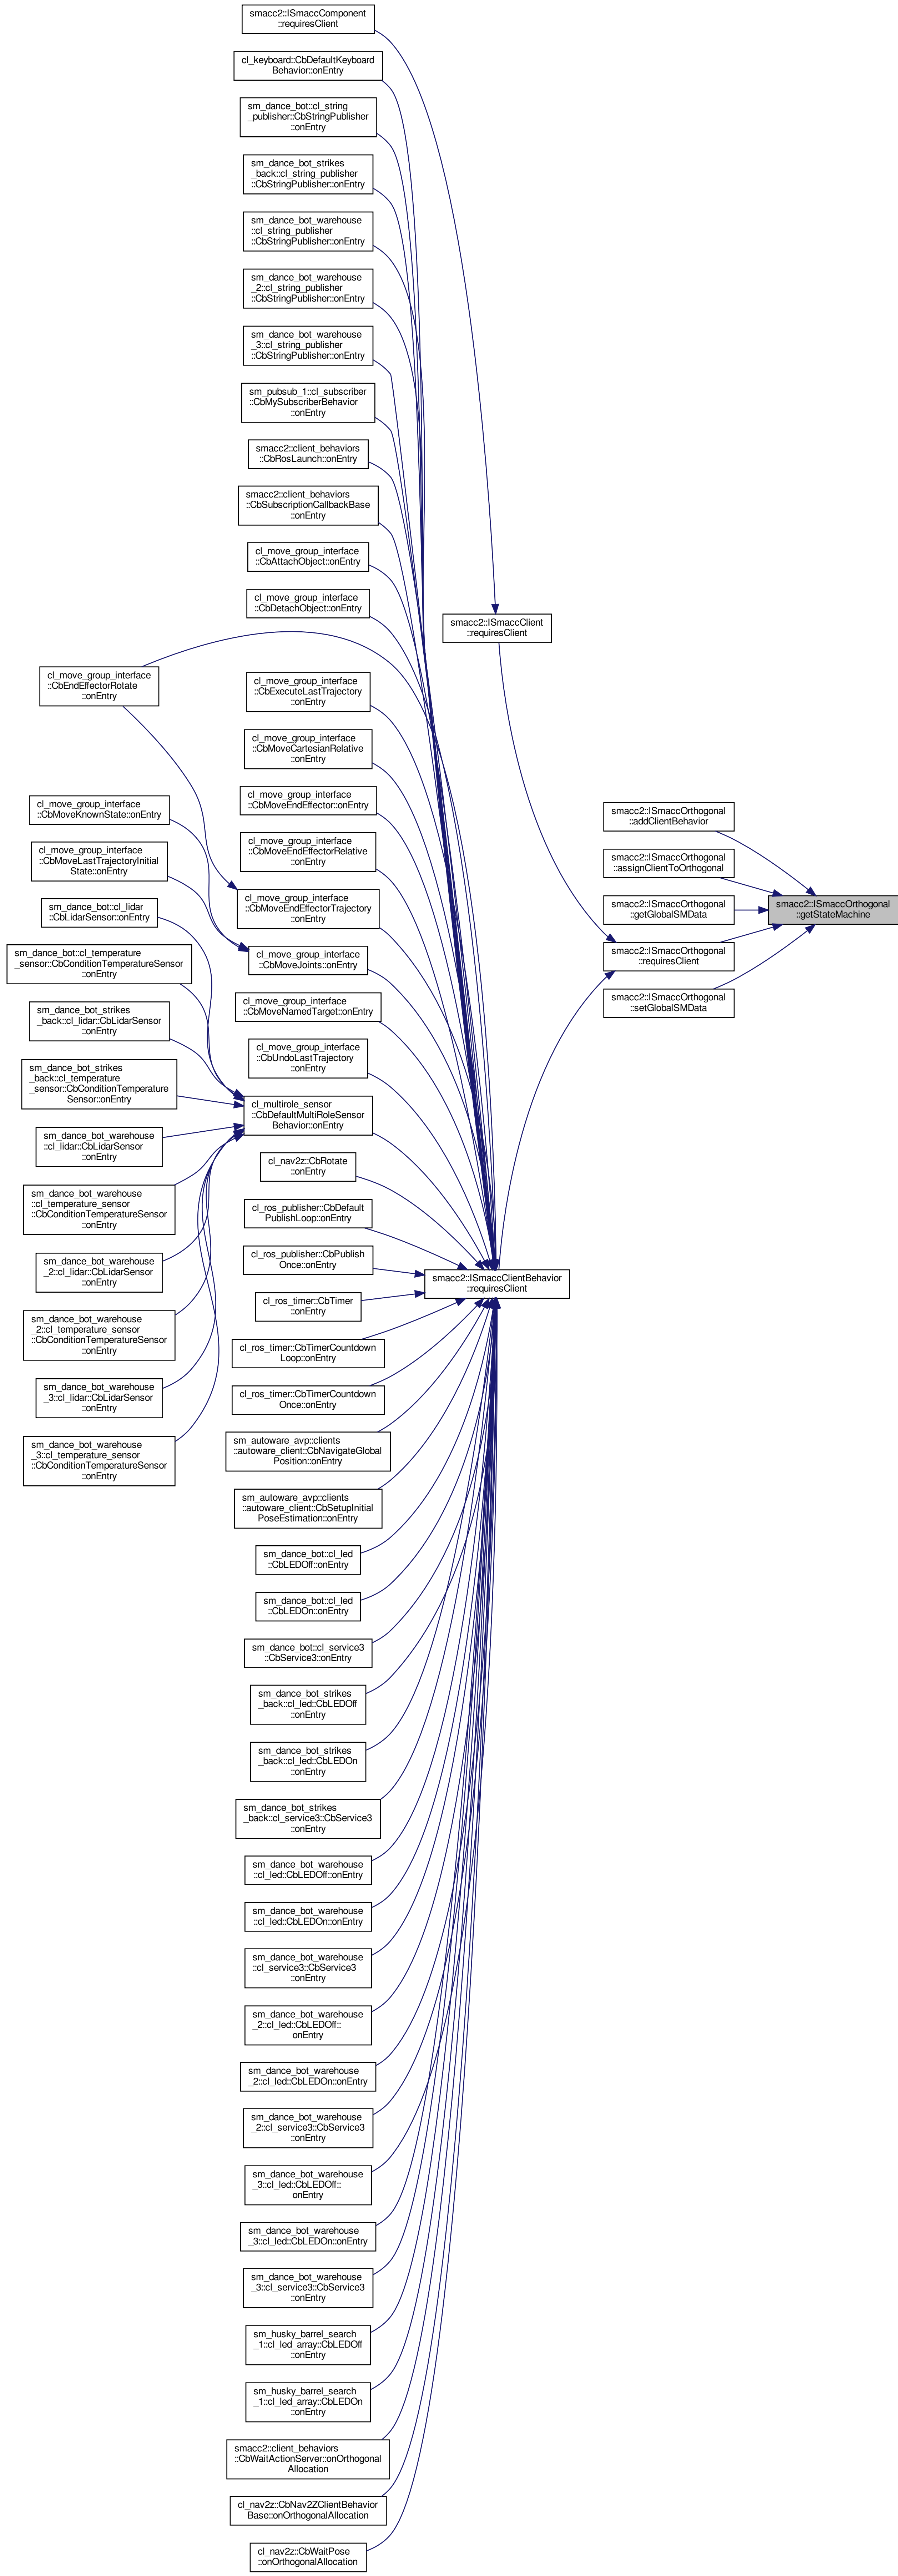 smacc2::ISmaccComponent
::requiresClient
cl_keyboard::CbDefaultKeyboard
Behavior::onEntry
sm_dance_bot::cl_string
_publisher::CbStringPublisher
::onEntry
sm_dance_bot_strikes
_back::cl_string_publisher
::CbStringPublisher::onEntry
sm_dance_bot_warehouse
::cl_string_publisher
::CbStringPublisher::onEntry
sm_dance_bot_warehouse
_2::cl_string_publisher
::CbStringPublisher::onEntry
sm_dance_bot_warehouse
_3::cl_string_publisher
::CbStringPublisher::onEntry
sm_pubsub_1::cl_subscriber
::CbMySubscriberBehavior
::onEntry
smacc2::client_behaviors
::CbRosLaunch::onEntry
smacc2::client_behaviors
::CbSubscriptionCallbackBase
::onEntry
cl_move_group_interface
::CbAttachObject::onEntry
cl_move_group_interface
::CbDetachObject::onEntry
smacc2::ISmaccClient
::requiresClient
cl_move_group_interface
::CbEndEffectorRotate
::onEntry
cl_move_group_interface
::CbExecuteLastTrajectory
::onEntry
cl_move_group_interface
::CbMoveCartesianRelative
::onEntry
cl_move_group_interface
::CbMoveEndEffector::onEntry
cl_move_group_interface
::CbMoveKnownState::onEntry
smacc2::ISmaccOrthogonal
::addClientBehavior
cl_move_group_interface
::CbMoveEndEffectorRelative
::onEntry
cl_move_group_interface
::CbMoveLastTrajectoryInitial
State::onEntry
smacc2::ISmaccOrthogonal
::assignClientToOrthogonal
cl_move_group_interface
::CbMoveEndEffectorTrajectory
::onEntry
sm_dance_bot::cl_lidar
::CbLidarSensor::onEntry
smacc2::ISmaccOrthogonal
::getGlobalSMData
smacc2::ISmaccOrthogonal
::getStateMachine
cl_move_group_interface
::CbMoveJoints::onEntry
sm_dance_bot::cl_temperature
_sensor::CbConditionTemperatureSensor
::onEntry
smacc2::ISmaccOrthogonal
::requiresClient
cl_move_group_interface
::CbMoveNamedTarget::onEntry
smacc2::ISmaccOrthogonal
::setGlobalSMData
sm_dance_bot_strikes
_back::cl_lidar::CbLidarSensor
::onEntry
cl_move_group_interface
::CbUndoLastTrajectory
::onEntry
sm_dance_bot_strikes
_back::cl_temperature
_sensor::CbConditionTemperature
Sensor::onEntry
cl_multirole_sensor
::CbDefaultMultiRoleSensor
Behavior::onEntry
sm_dance_bot_warehouse
::cl_lidar::CbLidarSensor
::onEntry
cl_nav2z::CbRotate
::onEntry
sm_dance_bot_warehouse
::cl_temperature_sensor
::CbConditionTemperatureSensor
::onEntry
cl_ros_publisher::CbDefault
PublishLoop::onEntry
cl_ros_publisher::CbPublish
Once::onEntry
sm_dance_bot_warehouse
_2::cl_lidar::CbLidarSensor
::onEntry
smacc2::ISmaccClientBehavior
::requiresClient
cl_ros_timer::CbTimer
::onEntry
sm_dance_bot_warehouse
_2::cl_temperature_sensor
::CbConditionTemperatureSensor
::onEntry
cl_ros_timer::CbTimerCountdown
Loop::onEntry
sm_dance_bot_warehouse
_3::cl_lidar::CbLidarSensor
::onEntry
cl_ros_timer::CbTimerCountdown
Once::onEntry
sm_dance_bot_warehouse
_3::cl_temperature_sensor
::CbConditionTemperatureSensor
::onEntry
sm_autoware_avp::clients
::autoware_client::CbNavigateGlobal
Position::onEntry
sm_autoware_avp::clients
::autoware_client::CbSetupInitial
PoseEstimation::onEntry
sm_dance_bot::cl_led
::CbLEDOff::onEntry
sm_dance_bot::cl_led
::CbLEDOn::onEntry
sm_dance_bot::cl_service3
::CbService3::onEntry
sm_dance_bot_strikes
_back::cl_led::CbLEDOff
::onEntry
sm_dance_bot_strikes
_back::cl_led::CbLEDOn
::onEntry
sm_dance_bot_strikes
_back::cl_service3::CbService3
::onEntry
sm_dance_bot_warehouse
::cl_led::CbLEDOff::onEntry
sm_dance_bot_warehouse
::cl_led::CbLEDOn::onEntry
sm_dance_bot_warehouse
::cl_service3::CbService3
::onEntry
sm_dance_bot_warehouse
_2::cl_led::CbLEDOff::
onEntry
sm_dance_bot_warehouse
_2::cl_led::CbLEDOn::onEntry
sm_dance_bot_warehouse
_2::cl_service3::CbService3
::onEntry
sm_dance_bot_warehouse
_3::cl_led::CbLEDOff::
onEntry
sm_dance_bot_warehouse
_3::cl_led::CbLEDOn::onEntry
sm_dance_bot_warehouse
_3::cl_service3::CbService3
::onEntry
sm_husky_barrel_search
_1::cl_led_array::CbLEDOff
::onEntry
sm_husky_barrel_search
_1::cl_led_array::CbLEDOn
::onEntry
smacc2::client_behaviors
::CbWaitActionServer::onOrthogonal
Allocation
cl_nav2z::CbNav2ZClientBehavior
Base::onOrthogonalAllocation
cl_nav2z::CbWaitPose
::onOrthogonalAllocation